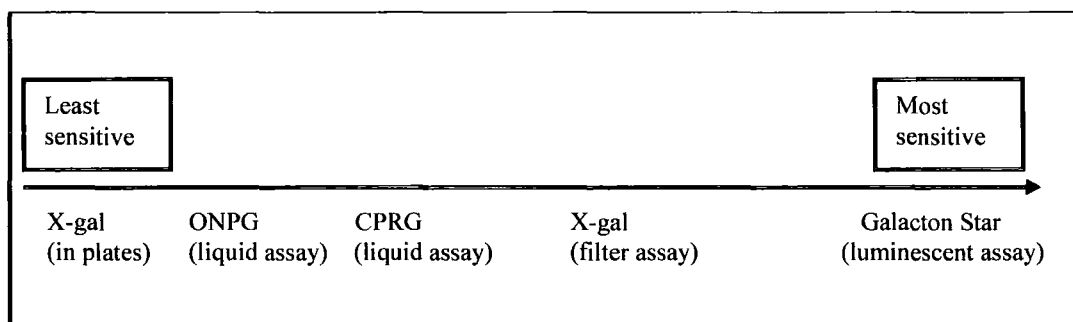 Least
sensitive
Most
sensitive
X-gal
(in plates)
ONPG
(liquid assay)
CPRG
(liquid assay)
X-gal
(filter assay)
Galacton Star
(luminescent assay)